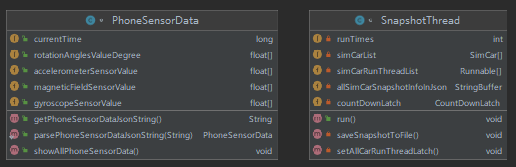 PhoneSensorData
currentTime long
rotationAnglesValueDegree float[]
accelerometerSensorValue float[]
magneticFieldSensorValue float[]
gyroscopeSensorValue float[]
getPhoneSensorDataJsonString() String
parsePhoneSensorDataJsonString(String) PhoneSensorData
showAllPhoneSensorData() void
SnapshotThread
runTimes int
simCarList SimCar[]
simCarRunThreadList Runnable[]
allSimCarSnapshotInfoInJson StringBuffer
countDownLatch CountDownLatch
run() void
saveSnapshotToFile() void
setAllCarRunThreadLatch() void